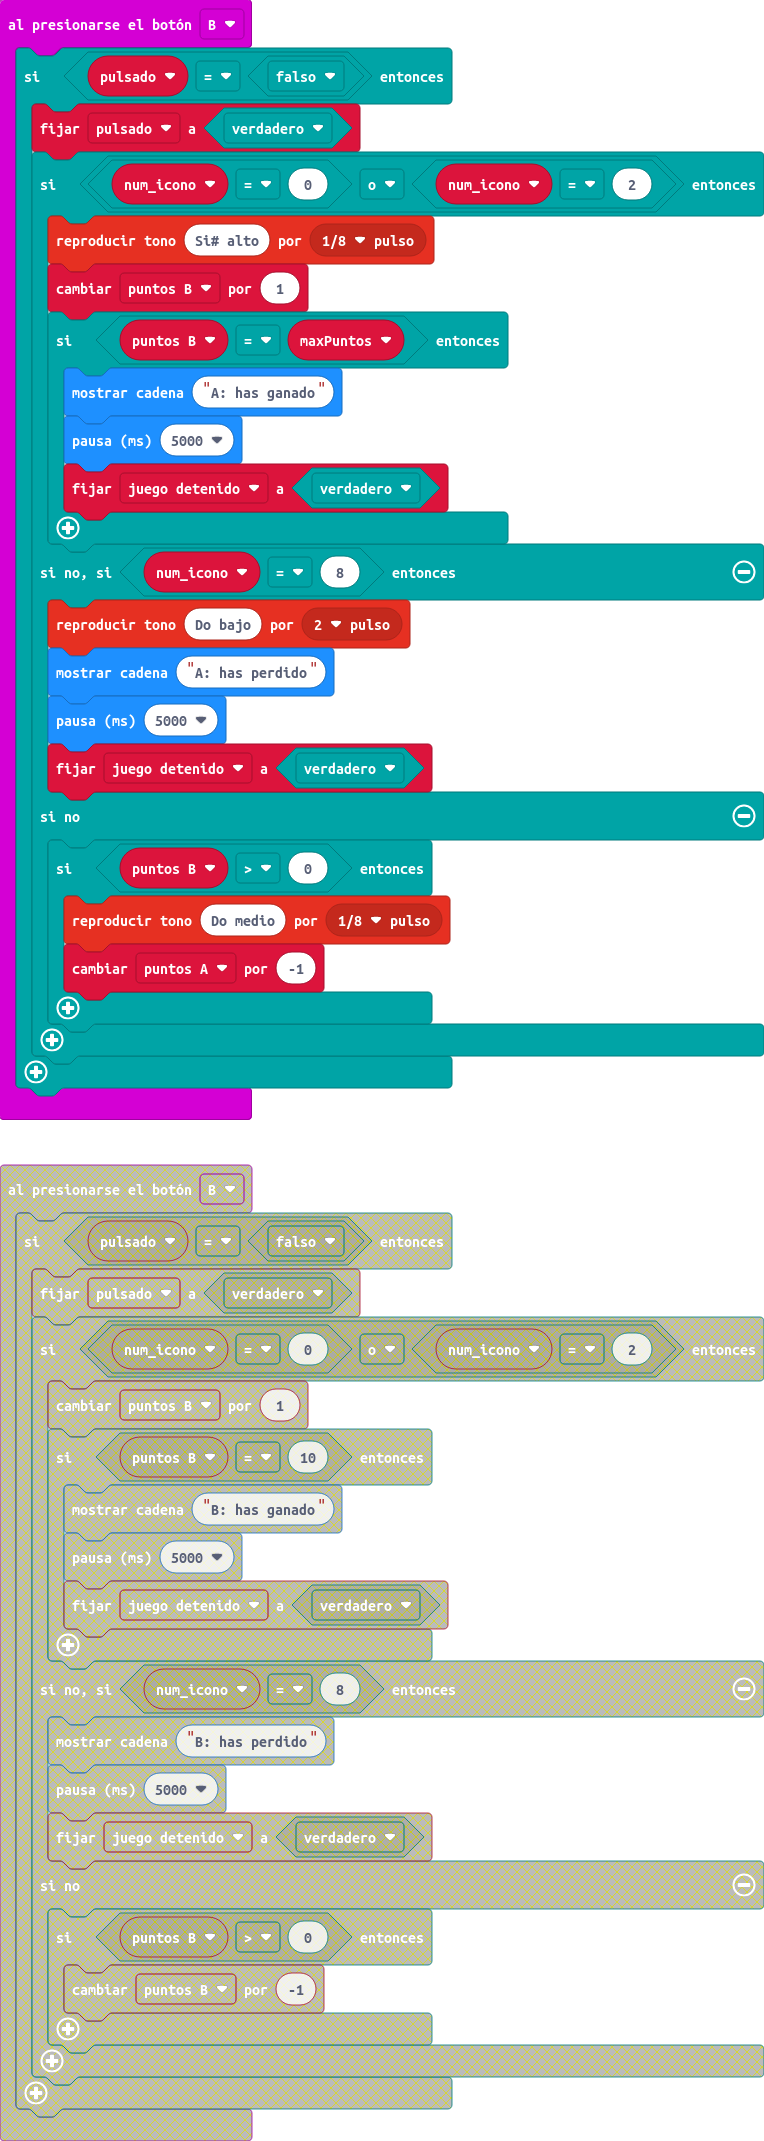 al presionarse el botón B
si pulsado = falso entonces
fijar pulsado a verdadero
si num_icono = 0 o num_icono = 2 entonces
reproducir tono Si# alto por 1/8 pulso
cambiar puntos B por 1
si puntos B = maxPuntos entonces
mostrar cadena "A: has ganado"
pausa (ms) 5000
fijar juego detenido a verdadero
si no, si num_icono = 8 entonces
reproducir tono Do bajo por 2 pulso
mostrar cadena "A: has perdido"
pausa (ms) 5000
fijar juego detenido a verdadero
si no
si puntos B > 0 entonces
reproducir tono Do medio por 1/8 pulso
cambiar puntos A por -1
al presionarse el botón B
si pulsado = falso entonces
fijar pulsado a verdadero
si num_icono = 0 o num_icono = 2 entonces
cambiar puntos B por 1
si puntos B = 10 entonces
mostrar cadena "B: has ganado"
pausa (ms) 5000
fijar juego detenido a verdadero
si no, si num_icono = 8 entonces
mostrar cadena "B: has perdido"
pausa (ms) 5000
fijar juego detenido a verdadero
si no
si puntos B > 0 entonces
cambiar puntos B por -1